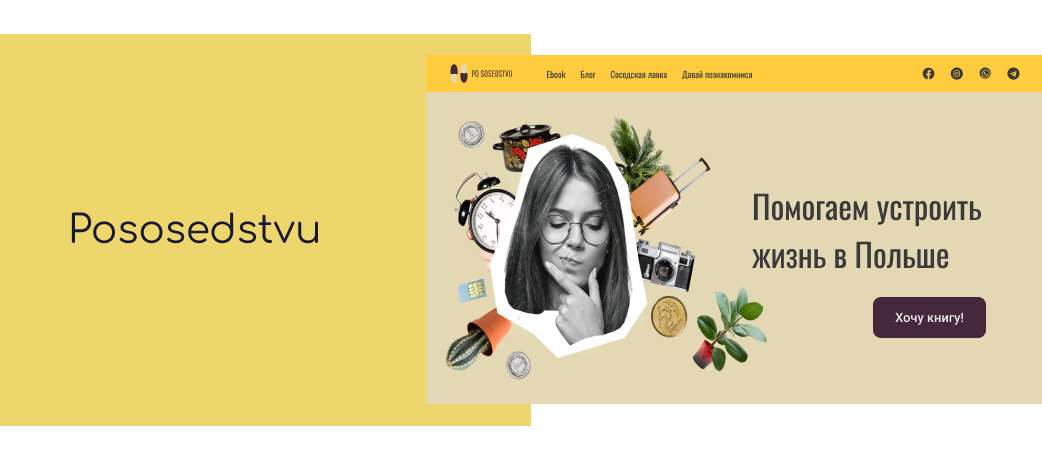 Pososedstvu
PO SOSEDSTVU
Ebook Блог Соседская лавка Давай познакомимся
Помогаем устроить
жизнь в Польше
Хочу книгу!